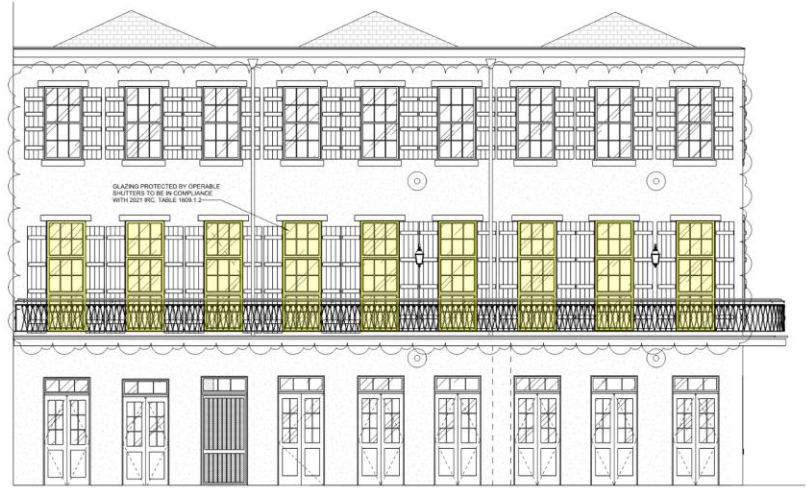 GLAZING PROTECTED BY OPERABLE
SHUTTERS TO BE IN COMPLIANCE
WITH 2021 IRC, TABLE 1609.1.2